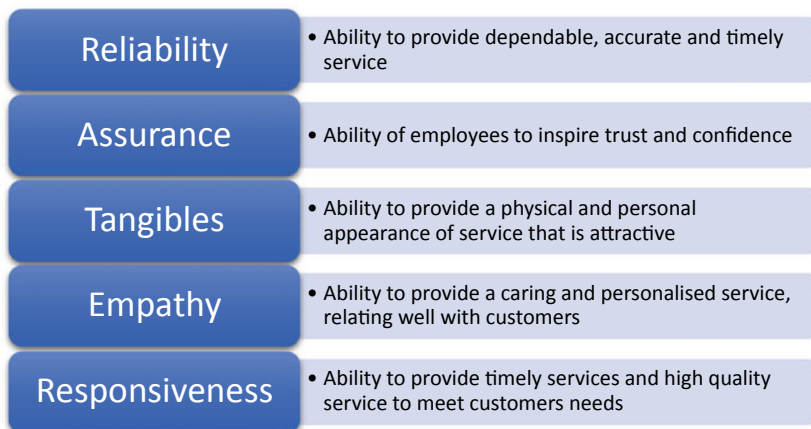 Reliability
• Ability to provide dependable, accurate and timely
service
Assurance
• Ability of employees to inspire trust and confidence
Tangibles
• Ability to provide a physical and personal
appearance of service that is attractive
Empathy
• Ability to provide a caring and personalised service,
relating well with customers
Responsiveness
• Ability to provide timely services and high quality
service to meet customers needs